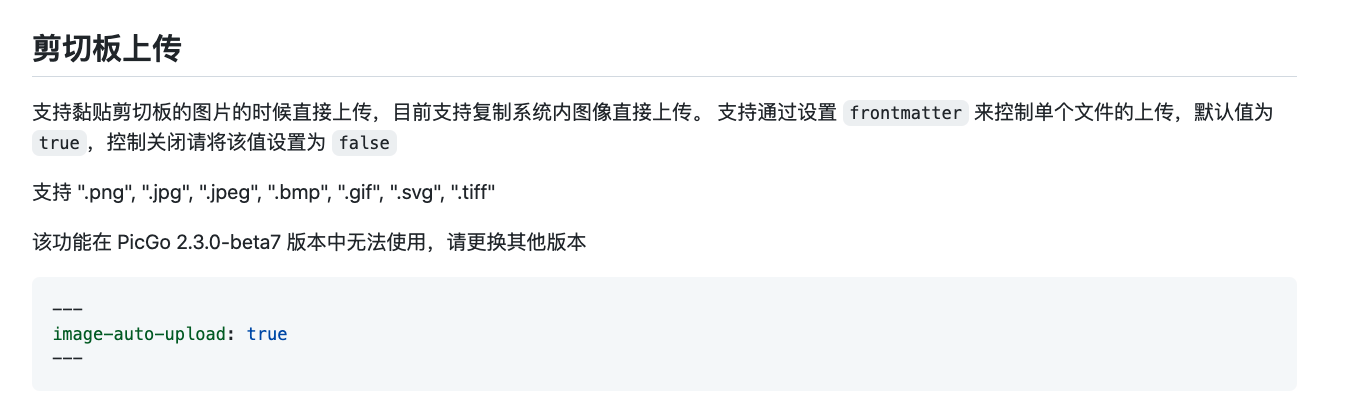 剪切板上传
支持黏贴剪切板的图片的时候直接上传，目前支持复制系统内图像直接上传。 支持通过设置 frontmatter 来控制单个文件的上传，默认值为
true，控制关闭请将该值设置为 false
支持 ".png", ".jpg", ".jpeg", ".bmp", ".gif", ".svg", ".tiff"
该功能在 PicGo 2.3.0-beta7 版本中无法使用，请更换其他版本
---
image-auto-upload: true
---